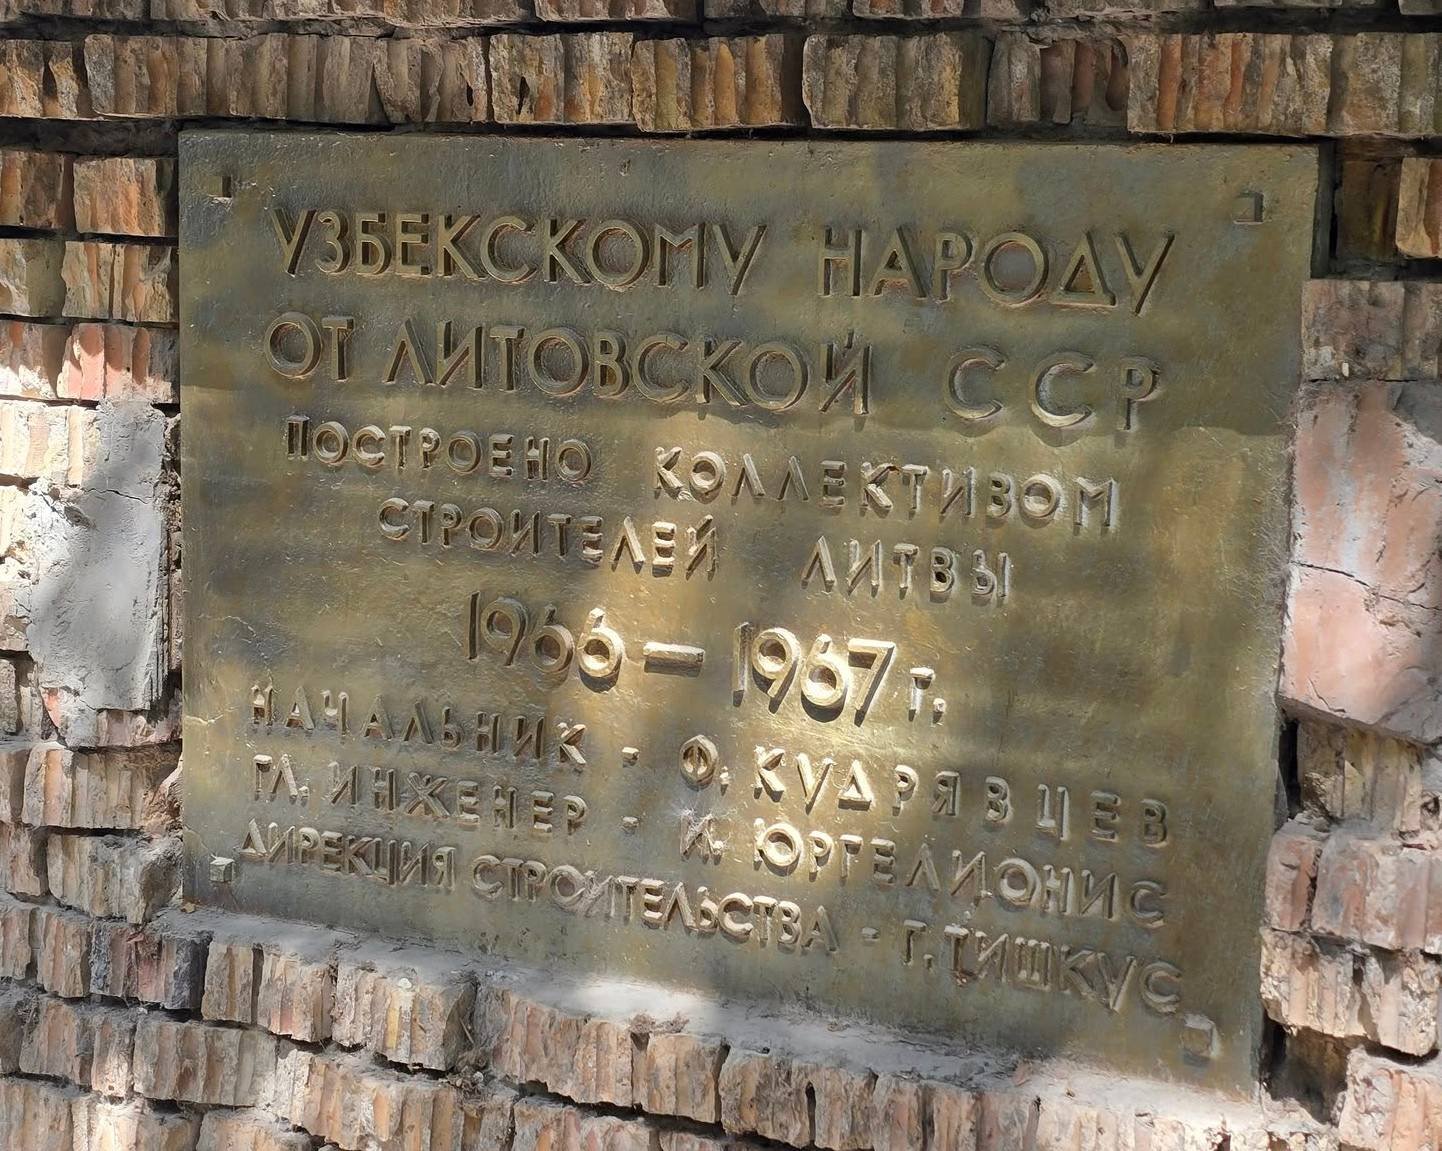 УЗБЕКСКОМУ НАРОДУ
ОТ ЛИТОВСКОЙ ССР
ПОСТРОЕНО КОЛЛЕКТИВОМ
СТРОИТЕЛЕЙ ЛИТВЫ
1966 — 1967 г.
НАЧАЛЬНИК - Ф. КУДРЯВЦЕВ
ГЛ. ИНЖЕНЕР - И. ЮРГЕЛИОНИС
ДИРЕКЦИЯ СТРОИТЕЛЬСТВА - Г. ТИШКУС